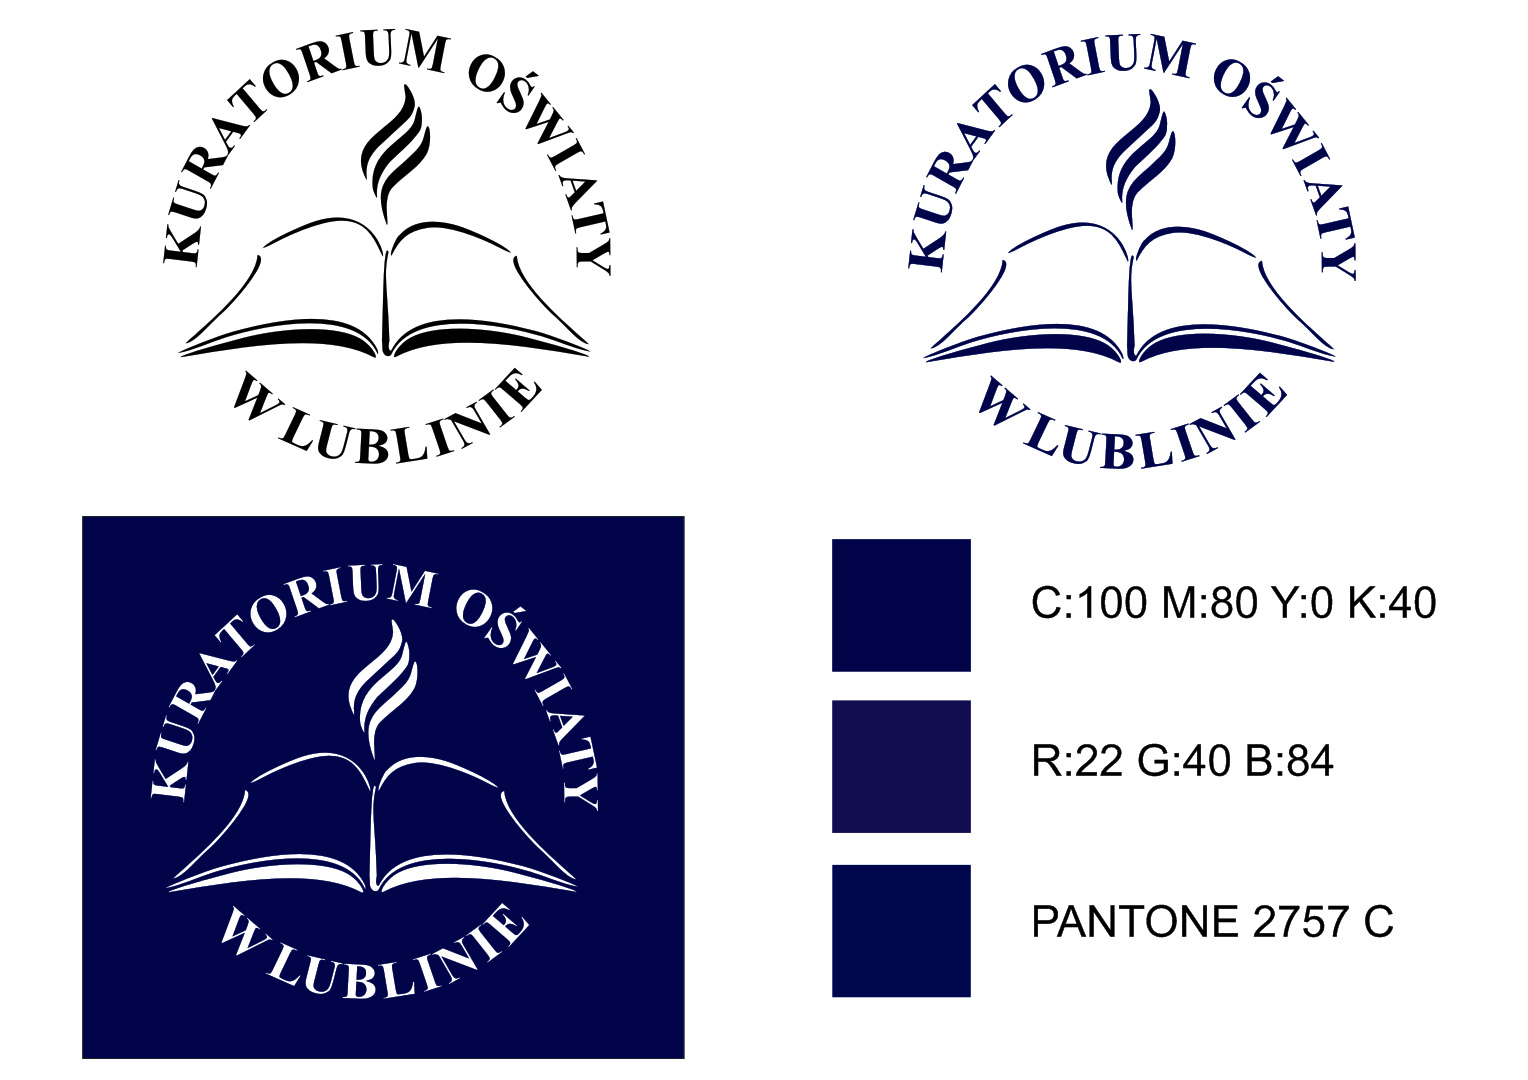 KURATORIUM OŚWIATY
W LUBLINIE
KURATORIUM OŚWIATY
W LUBLINIE
KURATORIUM OŚWIATY
W LUBLINIE
C:100 M:80 Y:0 K:40
R:22 G:40 B:84
PANTONE 2757 C